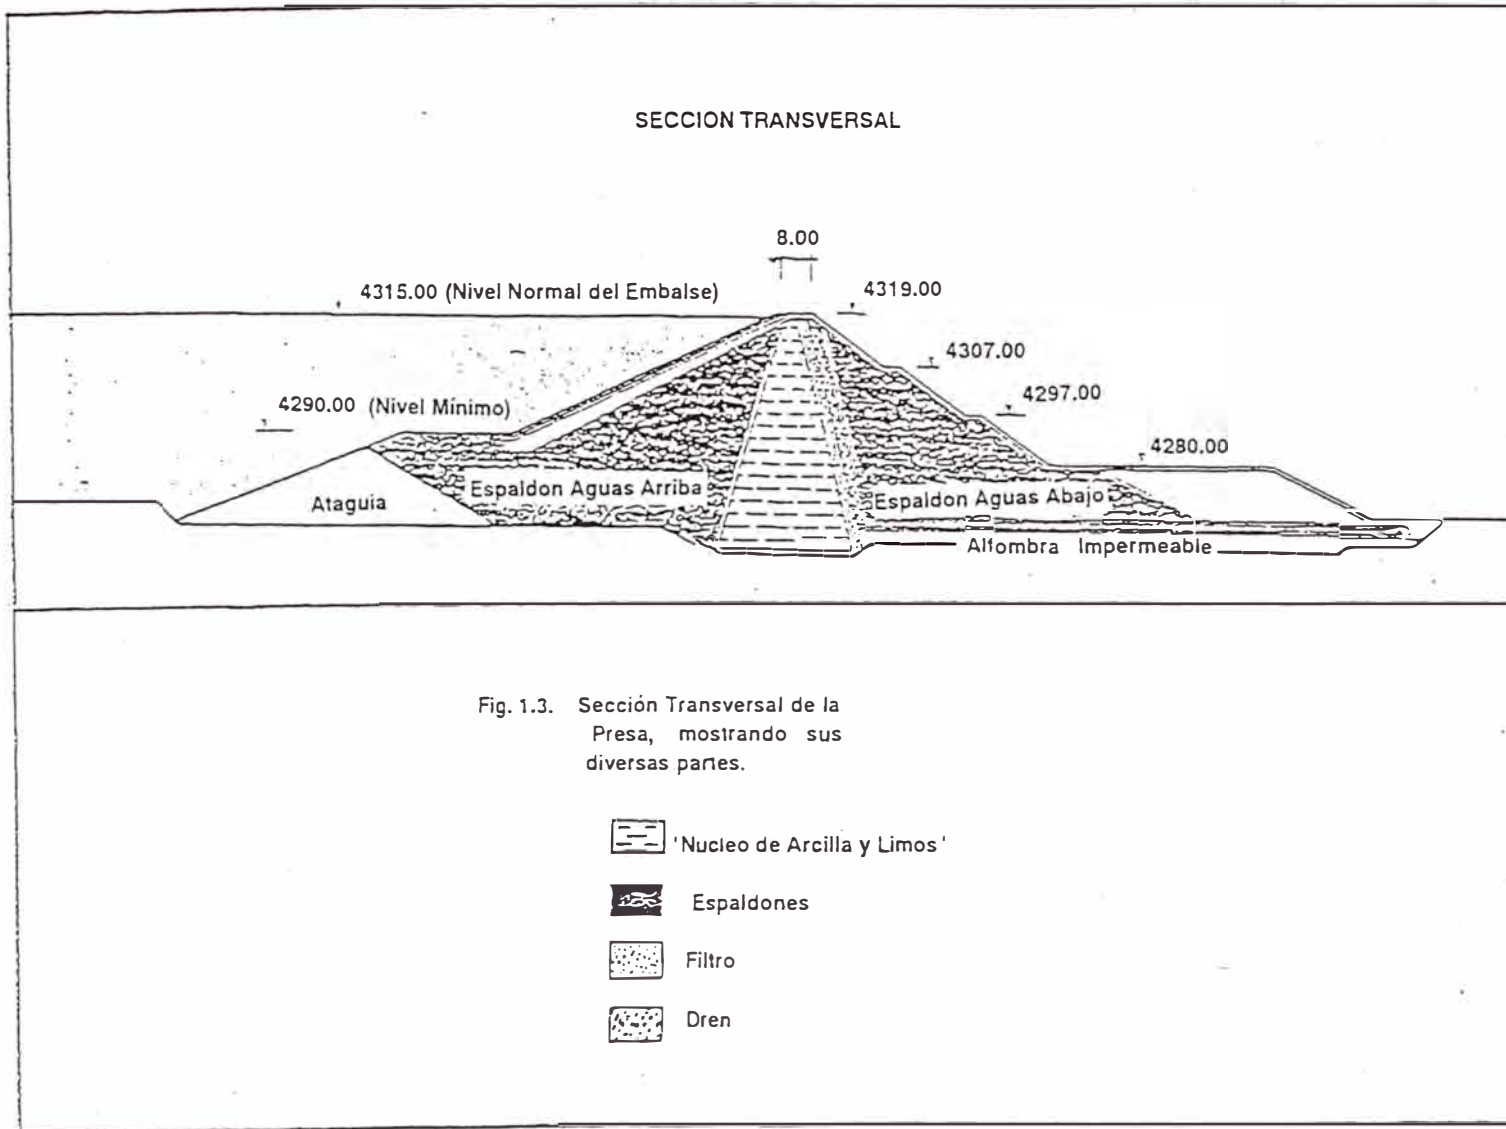 SECCION TRANSVERSAL
8.00
4315.00 (Nivel Normal del Embalse)
4319.00
4307.00
4290.00 (Nivel Mínimo)
4297.00
4280.00
Ataguia
Espaldon Aguas Arriba
Espaldon Aguas Abajo
Alfombra Impermeable
Fig. 1.3. Sección Transversal de la
Presa, mostrando sus
diversas partes.
'Nucleo de Arcilla y Limos'
Espaldones
Filtro
Dren